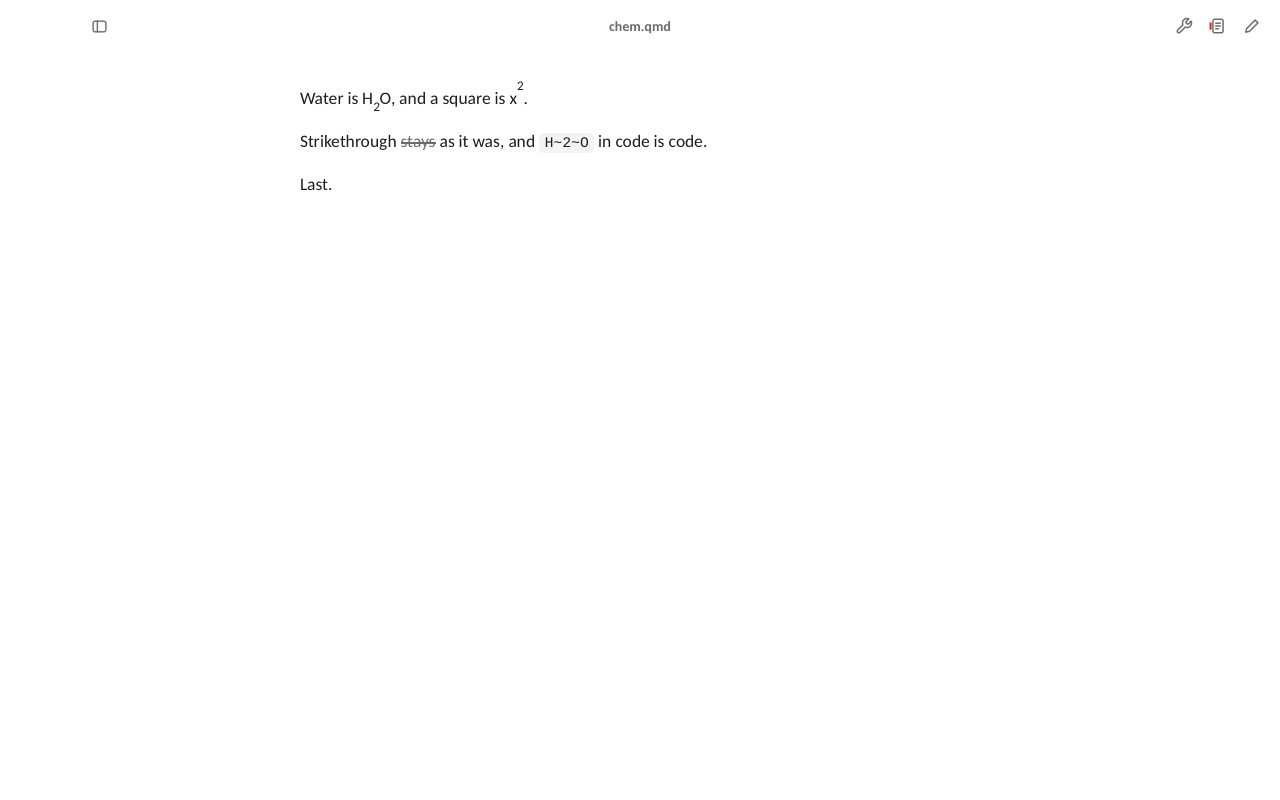 chem.qmd
Water is H₂O, and a square is x².
Strikethrough stays as it was, and H~2~O in code is code.
Last.